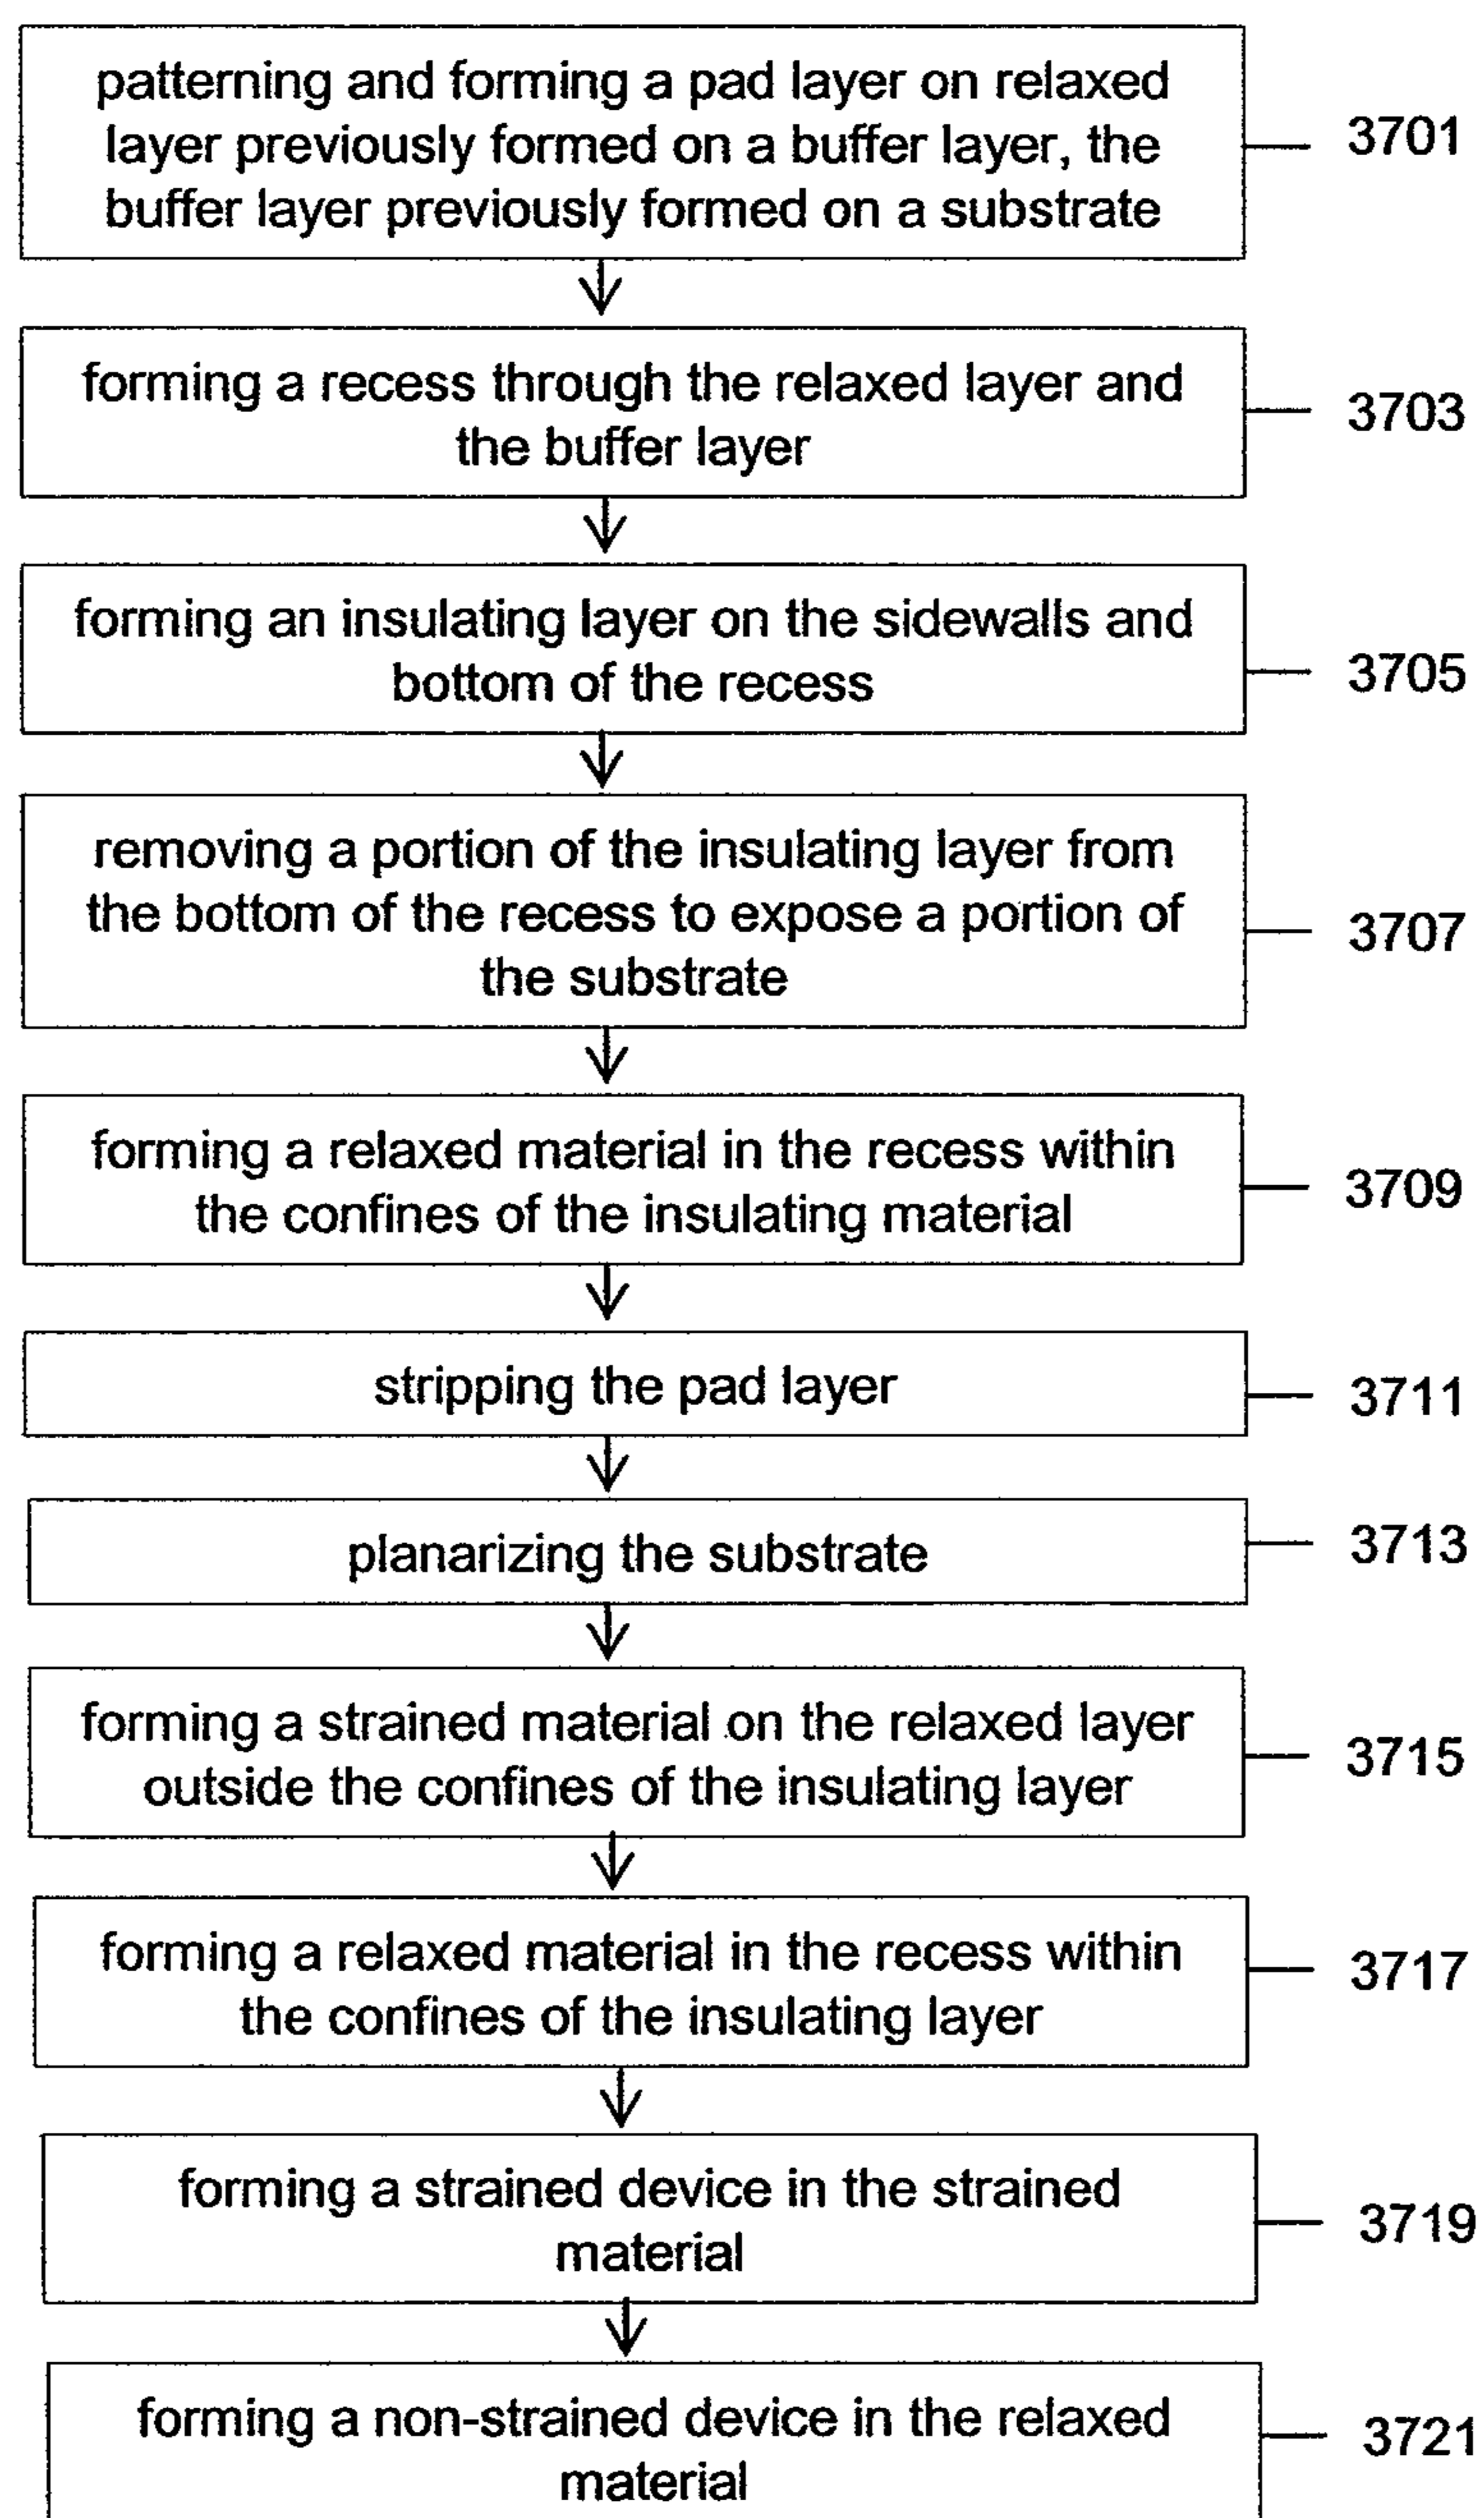 patterning and forming a pad layer on relaxed
layer previously formed on a buffer layer, the
buffer layer previously formed on a substrate
3701
forming a recess through the relaxed layer and
the buffer layer
3703
forming an insulating layer on the sidewalls and
bottom of the recess
3705
removing a portion of the insulating layer from
the bottom of the recess to expose a portion of
the substrate
3707
forming a relaxed material in the recess within
the confines of the insulating material
3709
stripping the pad layer
3711
planarizing the substrate
3713
forming a strained material on the relaxed layer
outside the confines of the insulating layer
3715
forming a relaxed material in the recess within
the confines of the insulating layer
3717
forming a strained device in the strained
material
3719
forming a non-strained device in the relaxed
material
3721